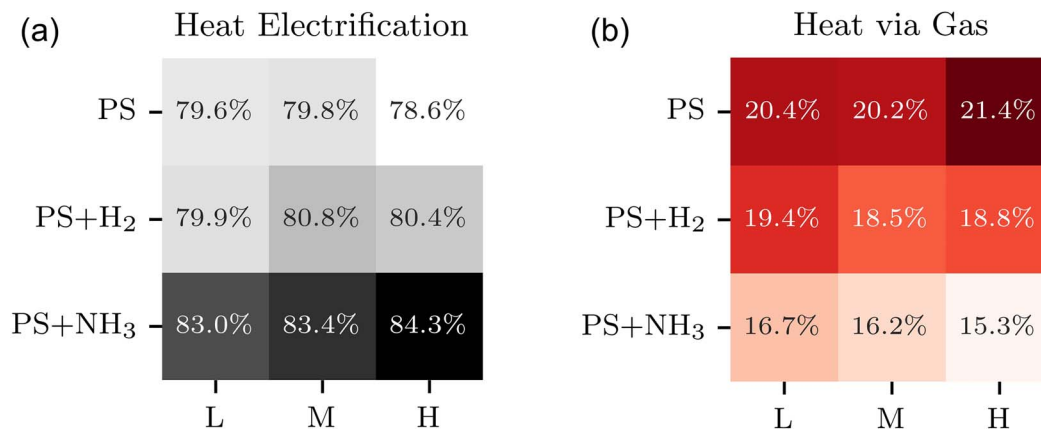 (a) Heat Electrification
PS 79.6% 79.8% 78.6%
PS+H₂ 79.9% 80.8% 80.4%
PS+NH₃ 83.0% 83.4% 84.3%
L M H
(b) Heat via Gas
PS 20.4% 20.2% 21.4%
PS+H₂ 19.4% 18.5% 18.8%
PS+NH₃ 16.7% 16.2% 15.3%
L M H